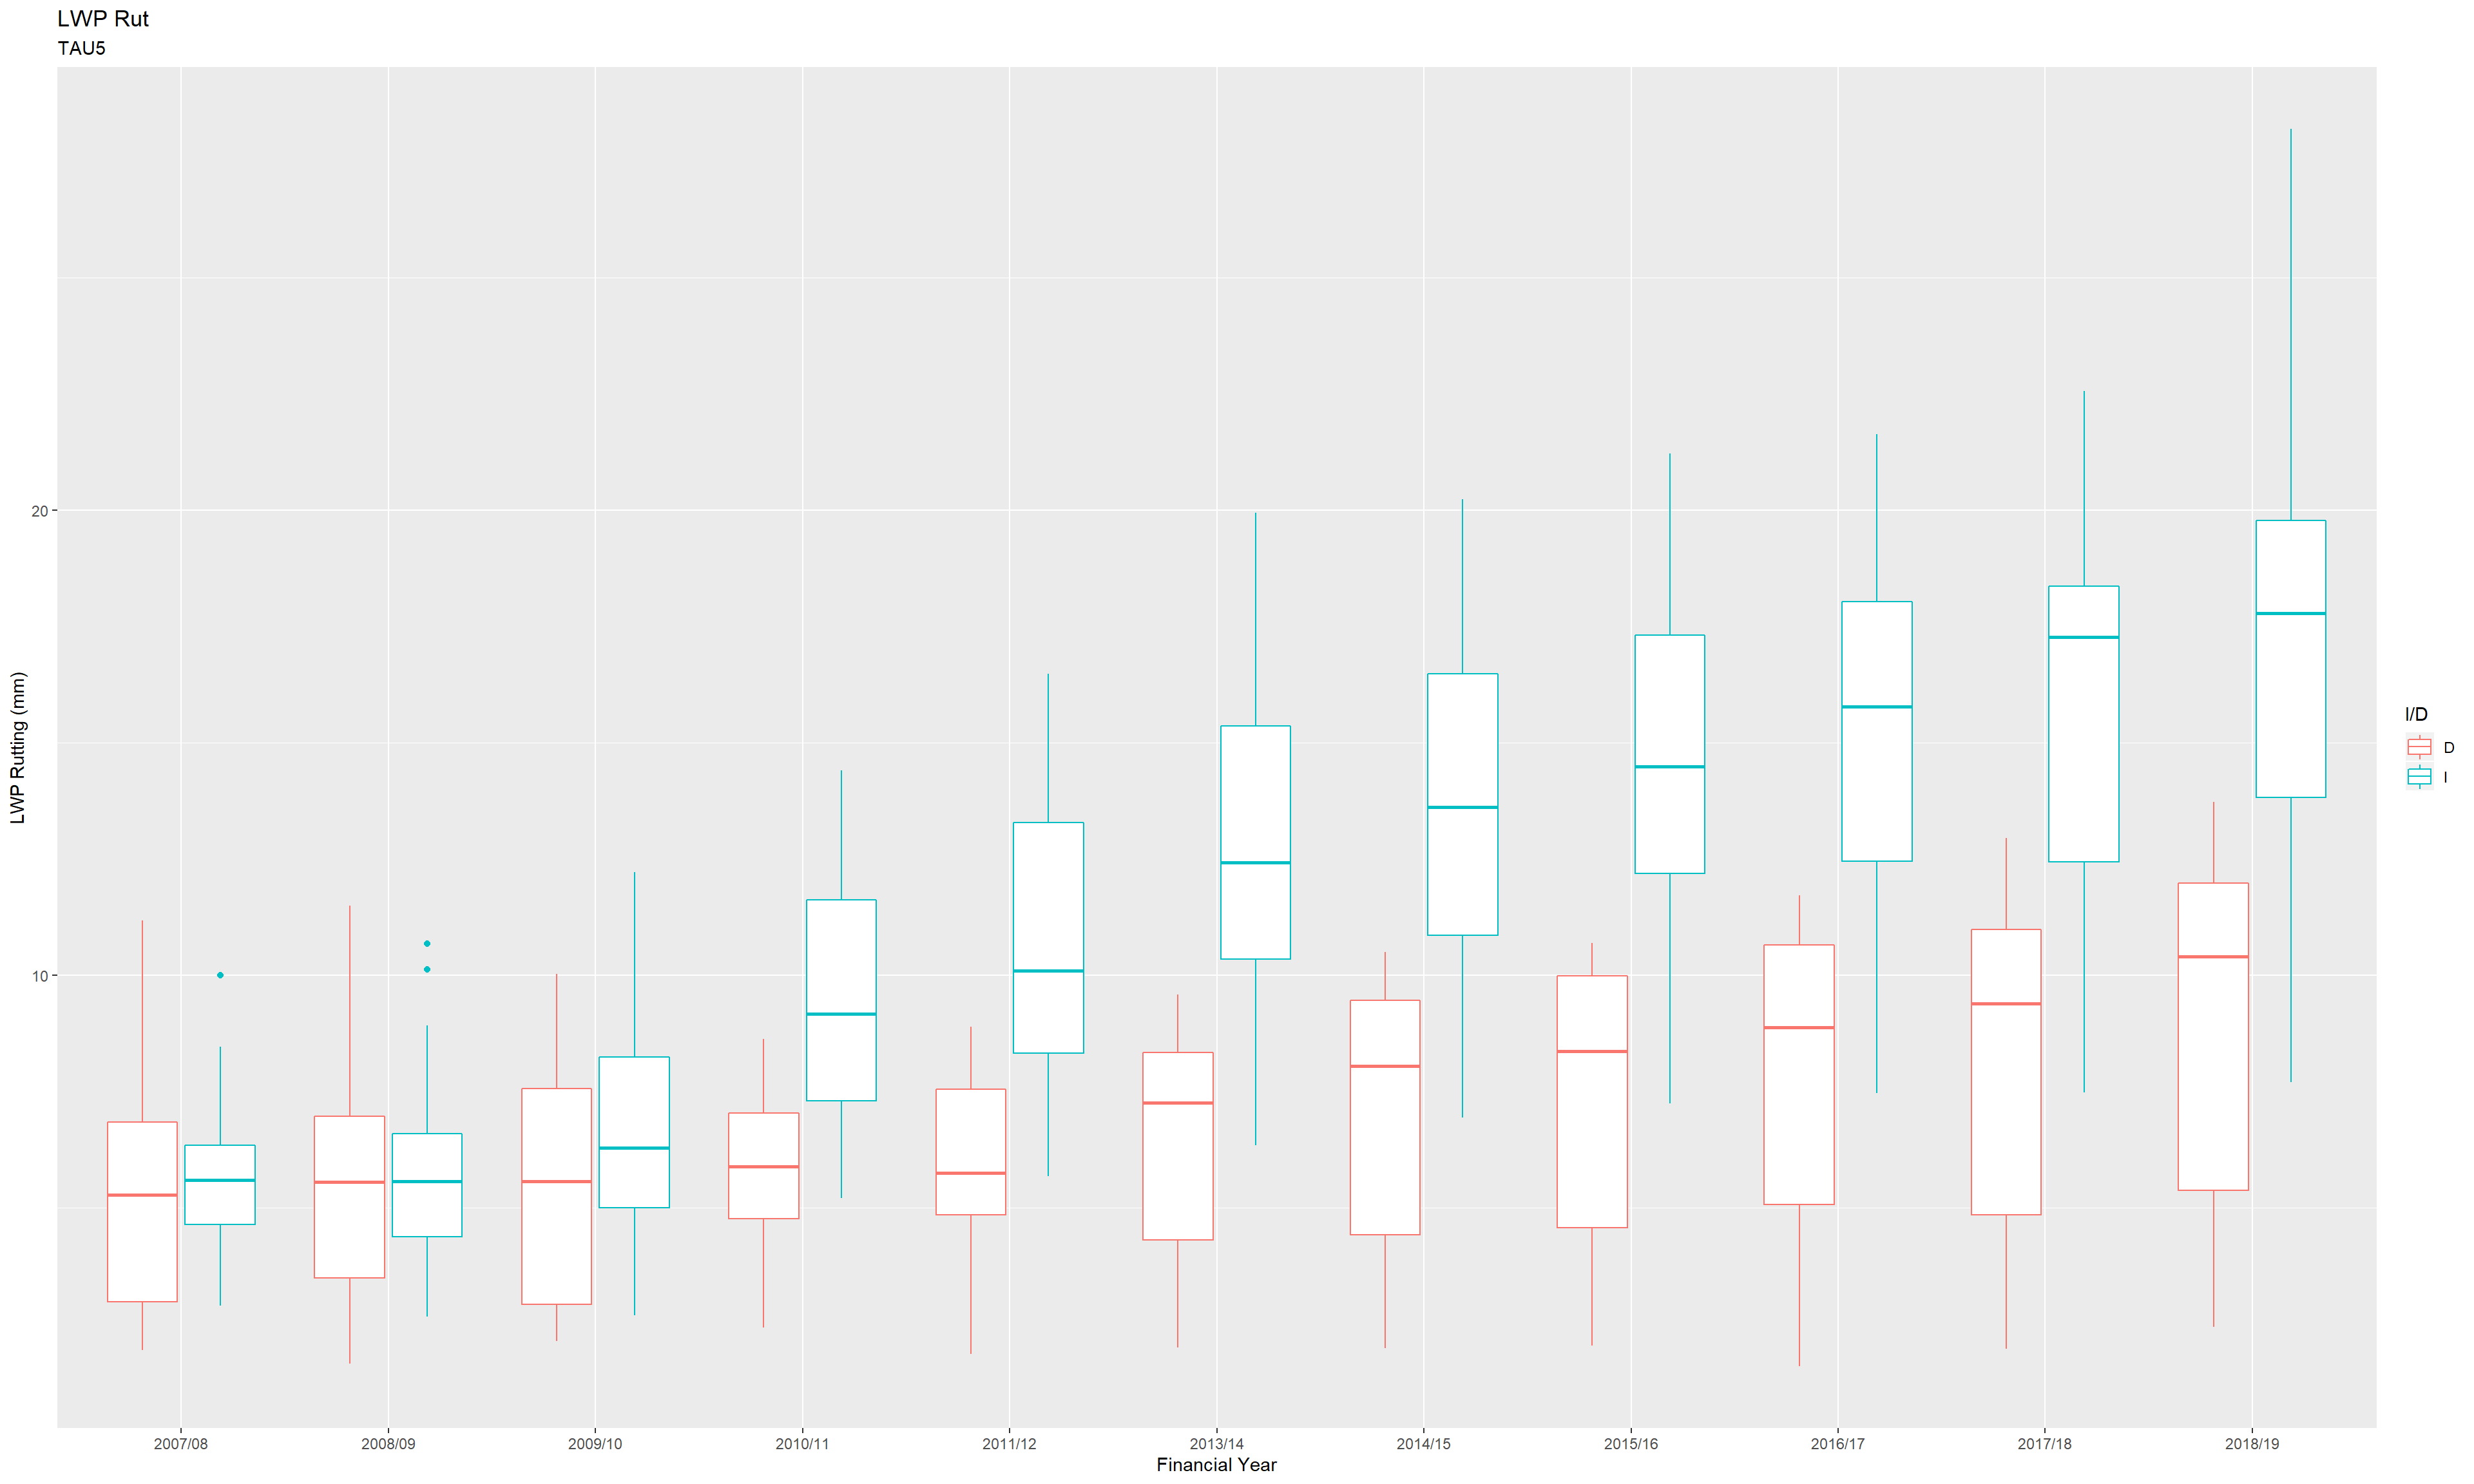 LWP Rut
TAU5
LWP Rutting (mm)
20
10
2007/08
2008/09
2009/10
2010/11
2011/12
2013/14
2014/15
2015/16
2016/17
2017/18
2018/19
Financial Year
I/D
D
I